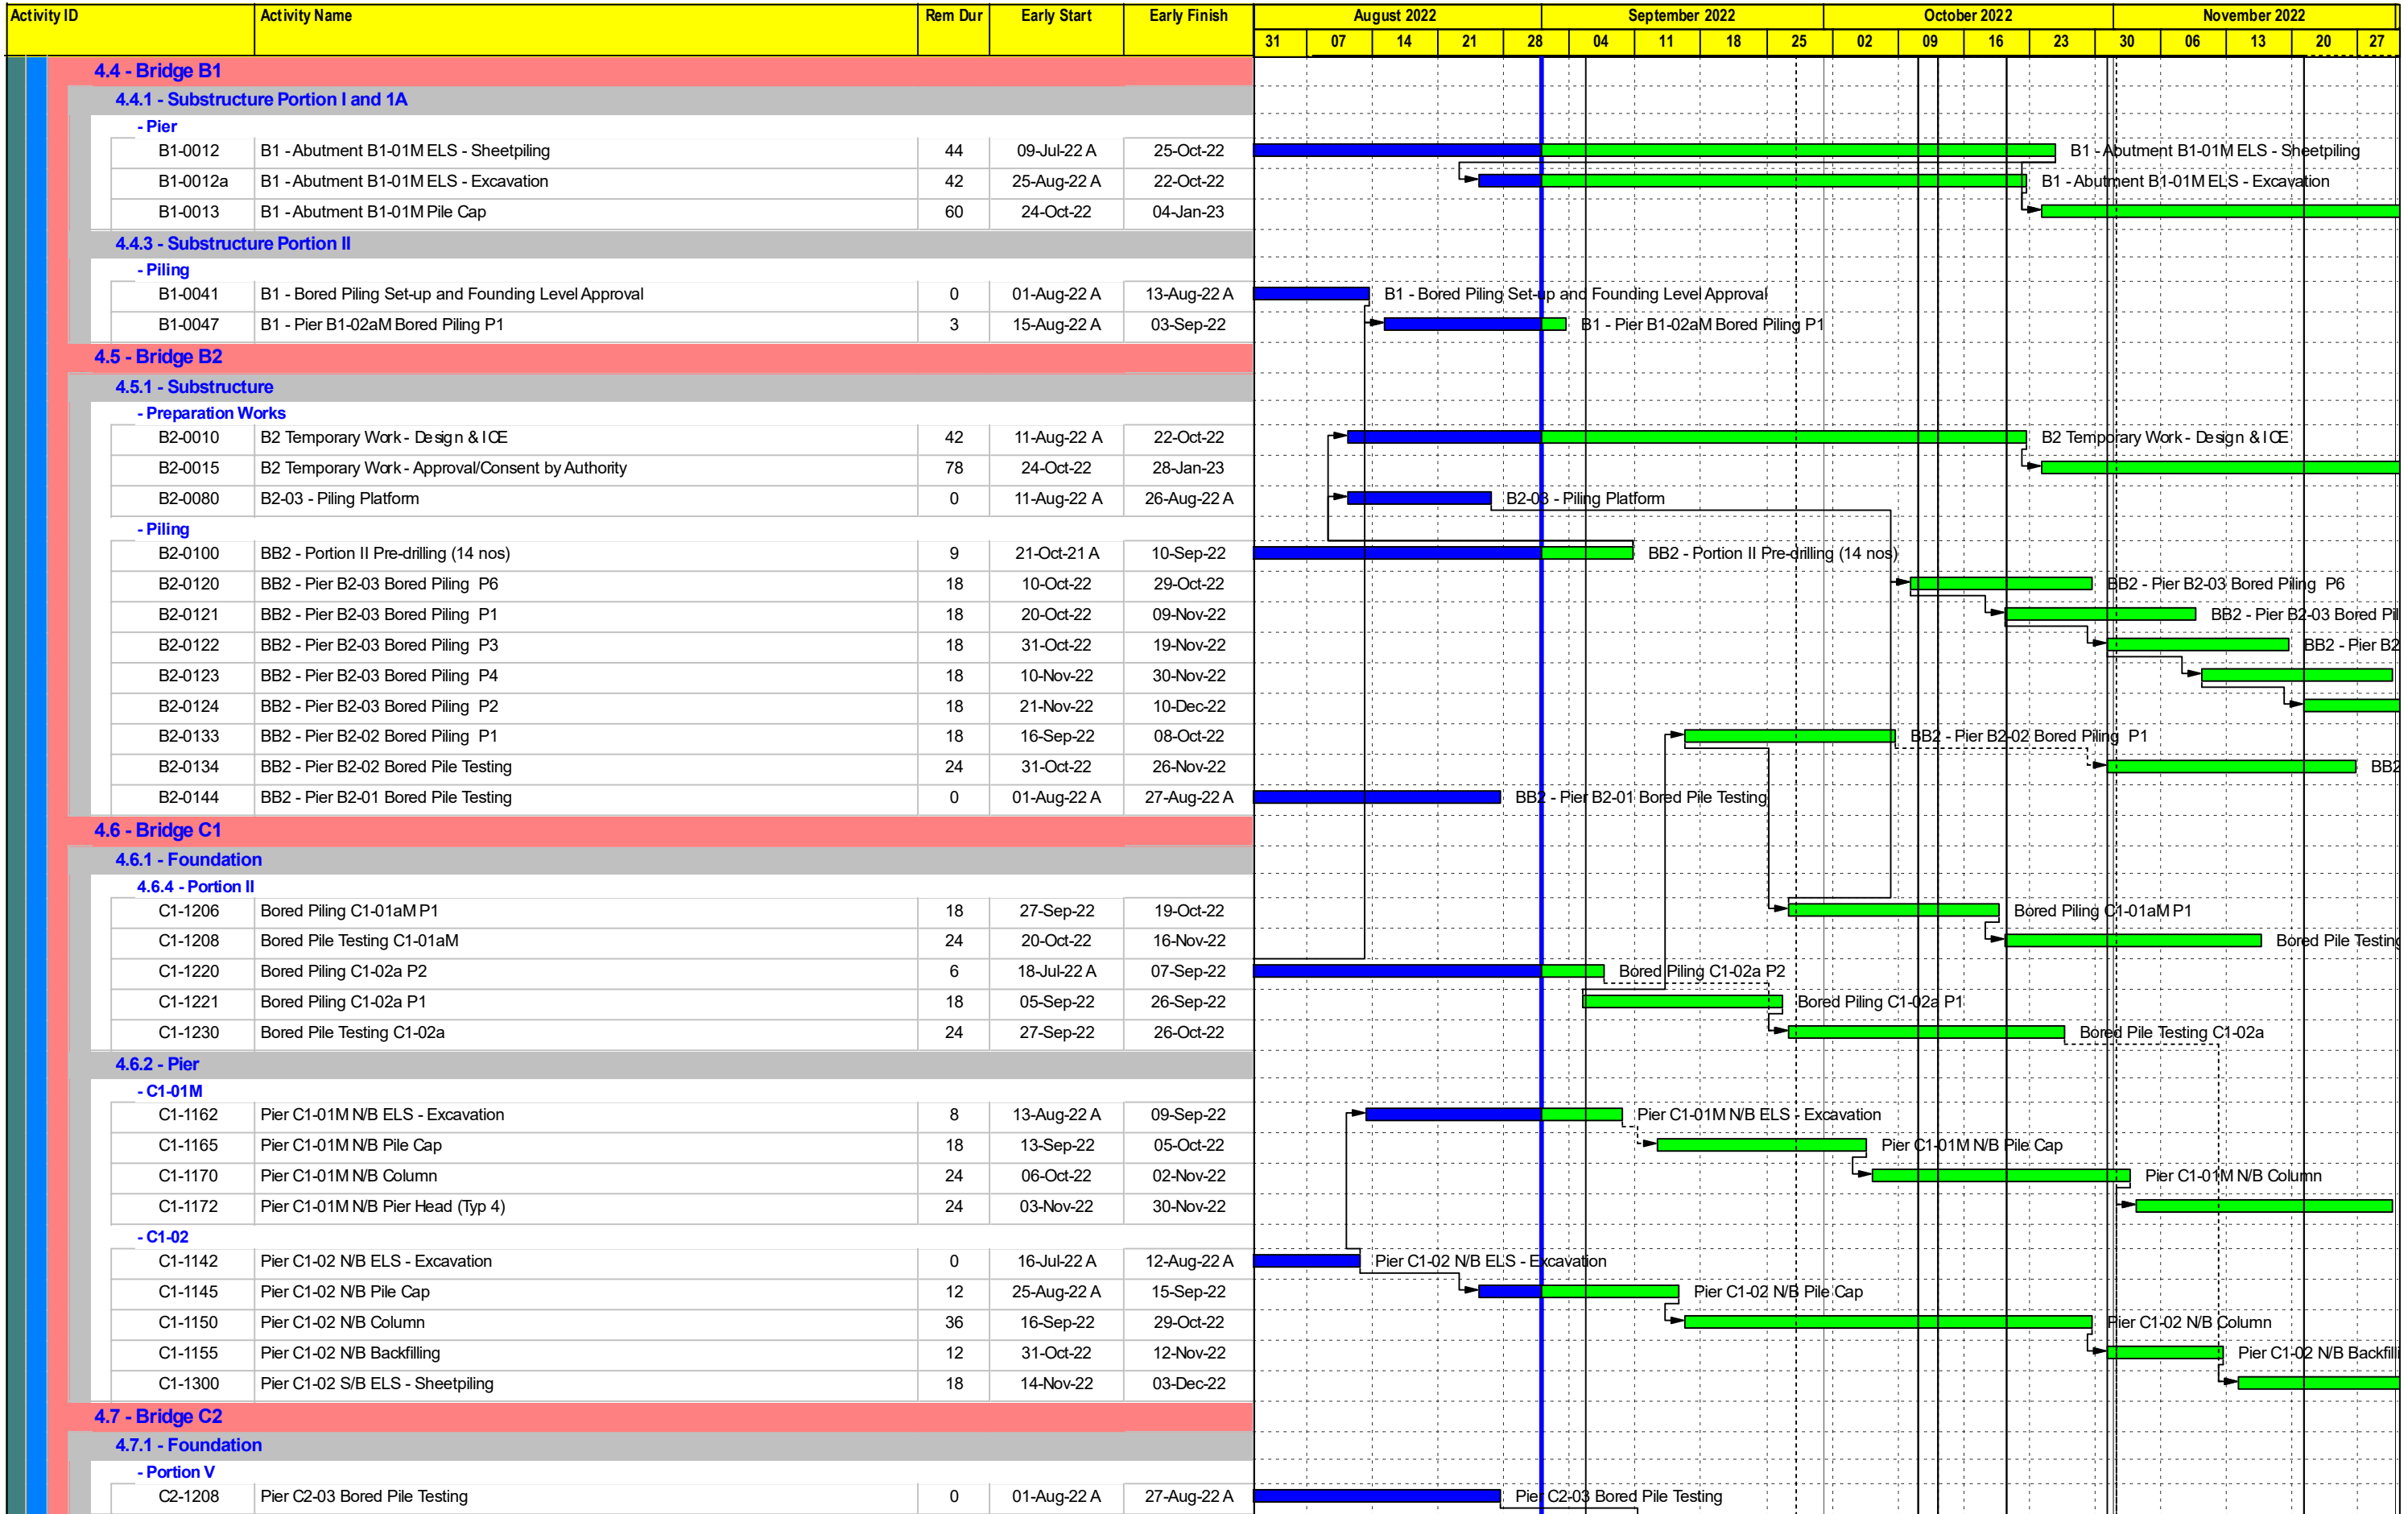 Activity ID Activity Name Rem Dur Early Start Early Finish August 2022 September 2022 October 2022 November 2022
31 07 14 21 28 04 11 18 25 02 09 16 23 30 06 13 20 27
4.4 - Bridge B1
4.4.1 - Substructure Portion I and 1A
- Pier
B1-0012 B1 - Abutment B1-01M ELS - Sheetpiling 44 09-Jul-22 A 25-Oct-22 B1 - Abutment B1-01M ELS - Sheetpiling
B1-0012a B1 - Abutment B1-01M ELS - Excavation 42 25-Aug-22 A 22-Oct-22 B1 - Abutment B1-01M ELS - Excavation
B1-0013 B1 - Abutment B1-01M Pile Cap 60 24-Oct-22 04-Jan-23
4.4.3 - Substructure Portion II
- Piling
B1-0041 B1 - Bored Piling Set-up and Founding Level Approval 0 01-Aug-22 A 13-Aug-22 A B1 - Bored Piling Set-up and Founding Level Approval
B1-0047 B1 - Pier B1-02aM Bored Piling P1 3 15-Aug-22 A 03-Sep-22 B1 - Pier B1-02aM Bored Piling P1
4.5 - Bridge B2
4.5.1 - Substructure
- Preparation Works
B2-0010 B2 Temporary Work - Design & ICE 42 11-Aug-22 A 22-Oct-22 B2 Temporary Work - Design & ICE
B2-0015 B2 Temporary Work - Approval/Consent by Authority 78 24-Oct-22 28-Jan-23
B2-0080 B2-03 - Piling Platform 0 11-Aug-22 A 26-Aug-22 A B2-03 - Piling Platform
- Piling
B2-0100 BB2 - Portion II Pre-drilling (14 nos) 9 21-Oct-21 A 10-Sep-22 BB2 - Portion II Pre-drilling (14 nos)
B2-0120 BB2 - Pier B2-03 Bored Piling P6 18 10-Oct-22 29-Oct-22 BB2 - Pier B2-03 Bored Piling P6
B2-0121 BB2 - Pier B2-03 Bored Piling P1 18 20-Oct-22 09-Nov-22 BB2 - Pier B2-03 Bored Pil
B2-0122 BB2 - Pier B2-03 Bored Piling P3 18 31-Oct-22 19-Nov-22 BB2 - Pier B2
B2-0123 BB2 - Pier B2-03 Bored Piling P4 18 10-Nov-22 30-Nov-22
B2-0124 BB2 - Pier B2-03 Bored Piling P2 18 21-Nov-22 10-Dec-22
B2-0133 BB2 - Pier B2-02 Bored Piling P1 18 16-Sep-22 08-Oct-22 BB2 - Pier B2-02 Bored Piling P1
B2-0134 BB2 - Pier B2-02 Bored Pile Testing 24 31-Oct-22 26-Nov-22 BB2
B2-0144 BB2 - Pier B2-01 Bored Pile Testing 0 01-Aug-22 A 27-Aug-22 A BB2 - Pier B2-01 Bored Pile Testing
4.6 - Bridge C1
4.6.1 - Foundation
4.6.4 - Portion II
C1-1206 Bored Piling C1-01aM P1 18 27-Sep-22 19-Oct-22 Bored Piling C1-01aM P1
C1-1208 Bored Pile Testing C1-01aM 24 20-Oct-22 16-Nov-22 Bored Pile Testing
C1-1220 Bored Piling C1-02a P2 6 18-Jul-22 A 07-Sep-22 Bored Piling C1-02a P2
C1-1221 Bored Piling C1-02a P1 18 05-Sep-22 26-Sep-22 Bored Piling C1-02a P1
C1-1230 Bored Pile Testing C1-02a 24 27-Sep-22 26-Oct-22 Bored Pile Testing C1-02a
4.6.2 - Pier
- C1-01M
C1-1162 Pier C1-01M N/B ELS - Excavation 8 13-Aug-22 A 09-Sep-22 Pier C1-01M N/B ELS - Excavation
C1-1165 Pier C1-01M N/B Pile Cap 18 13-Sep-22 05-Oct-22 Pier C1-01M N/B Pile Cap
C1-1170 Pier C1-01M N/B Column 24 06-Oct-22 02-Nov-22 Pier C1-01M N/B Column
C1-1172 Pier C1-01M N/B Pier Head (Typ 4) 24 03-Nov-22 30-Nov-22
- C1-02
C1-1142 Pier C1-02 N/B ELS - Excavation 0 16-Jul-22 A 12-Aug-22 A Pier C1-02 N/B ELS - Excavation
C1-1145 Pier C1-02 N/B Pile Cap 12 25-Aug-22 A 15-Sep-22 Pier C1-02 N/B Pile Cap
C1-1150 Pier C1-02 N/B Column 36 16-Sep-22 29-Oct-22 Pier C1-02 N/B Column
C1-1155 Pier C1-02 N/B Backfilling 12 31-Oct-22 12-Nov-22 Pier C1-02 N/B Backfilli
C1-1300 Pier C1-02 S/B ELS - Sheetpiling 18 14-Nov-22 03-Dec-22
4.7 - Bridge C2
4.7.1 - Foundation
- Portion V
C2-1208 Pier C2-03 Bored Pile Testing 0 01-Aug-22 A 27-Aug-22 A Pier C2-03 Bored Pile Testing